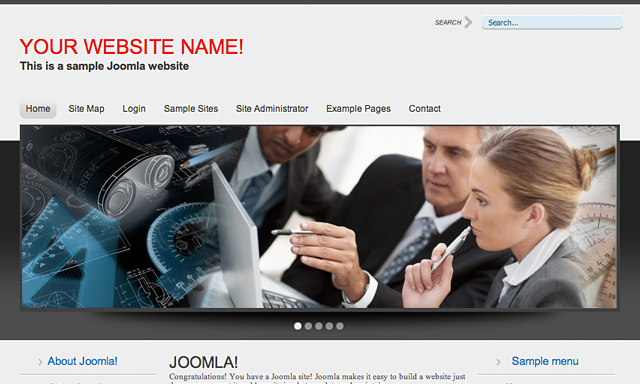 SEARCH
Search...
YOUR WEBSITE NAME!
This is a sample Joomla website
Home Site Map Login Sample Sites Site Administrator Example Pages Contact
About Joomla! JOOMLA! Sample menu
Congratulations! You have a Joomla site! Joomla makes it easy to build a website just